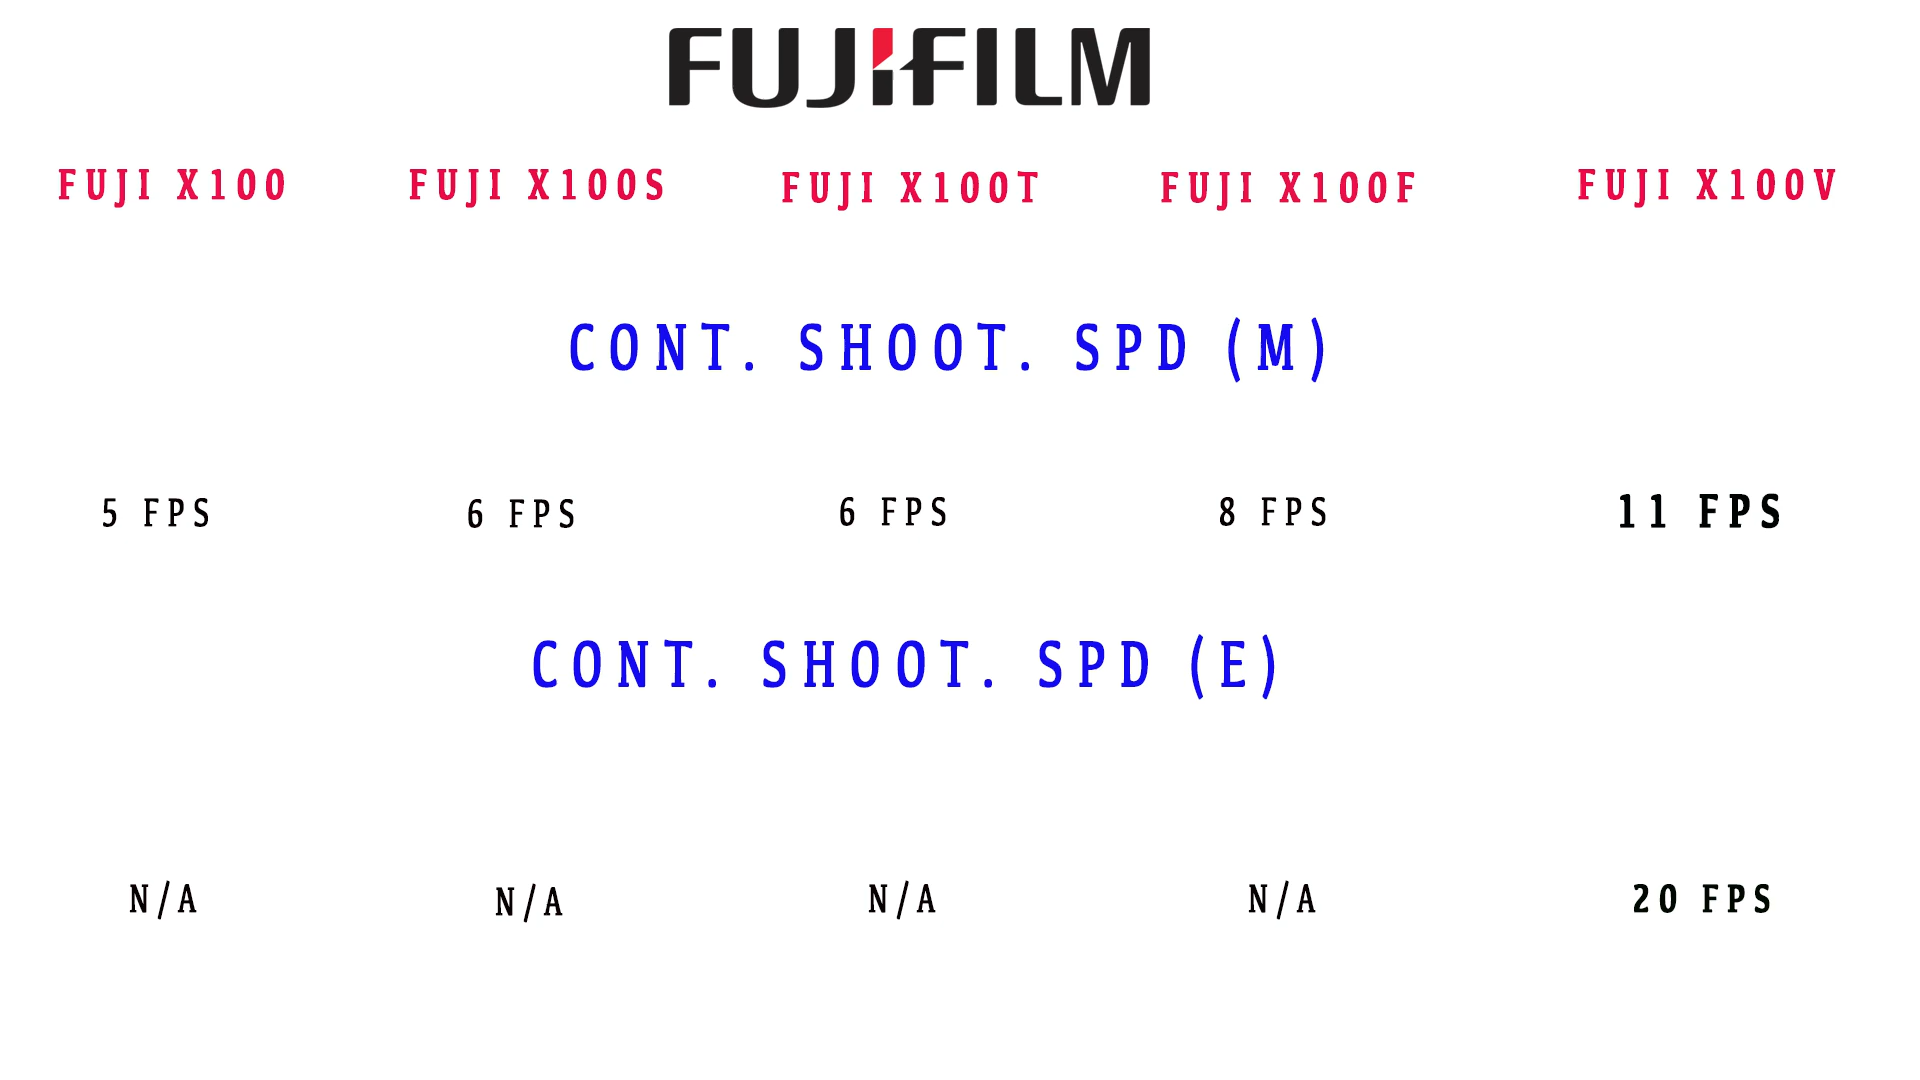 FUJIFILM
FUJI X100 FUJI X100S FUJI X100T FUJI X100F FUJI X100V
CONT. SHOOT. SPD (M)
5 FPS 6 FPS 6 FPS 8 FPS 11 FPS
CONT. SHOOT. SPD (E)
N/A N/A N/A N/A 20 FPS